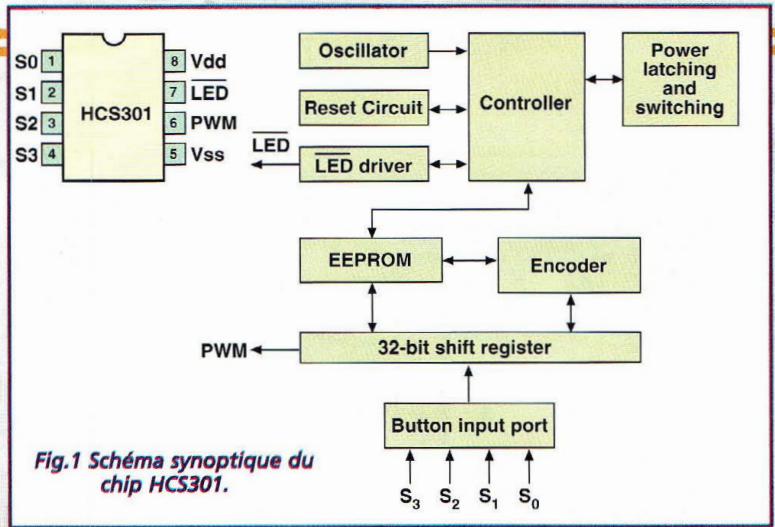 S0 1 8 Vdd
S1 2 7 LED
HCS301
S2 3 6 PWM
S3 4 5 Vss
Oscillator
Reset Circuit
LED
LED driver
Controller
Power
latching
and
switching
EEPROM
Encoder
PWM
32-bit shift register
Button input port
S3 S2 S1 S0
Fig.1 Schéma synoptique du
chip HCS301.